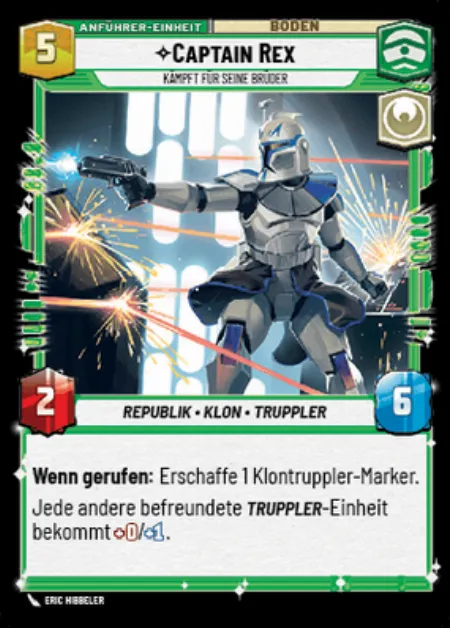 5
ANFÜHRER-EINHEIT
BODEN
CAPTAIN REX
KÄMPFT FÜR SEINE BRÜDER
2
REPUBLIK • KLON • TRUPPLER
6
Wenn gerufen: Erschaffe 1 Klontruppler-Marker.
Jede andere befreundete TRUPPLER-Einheit
bekommt +0/+1.
ERIC HIBBELER